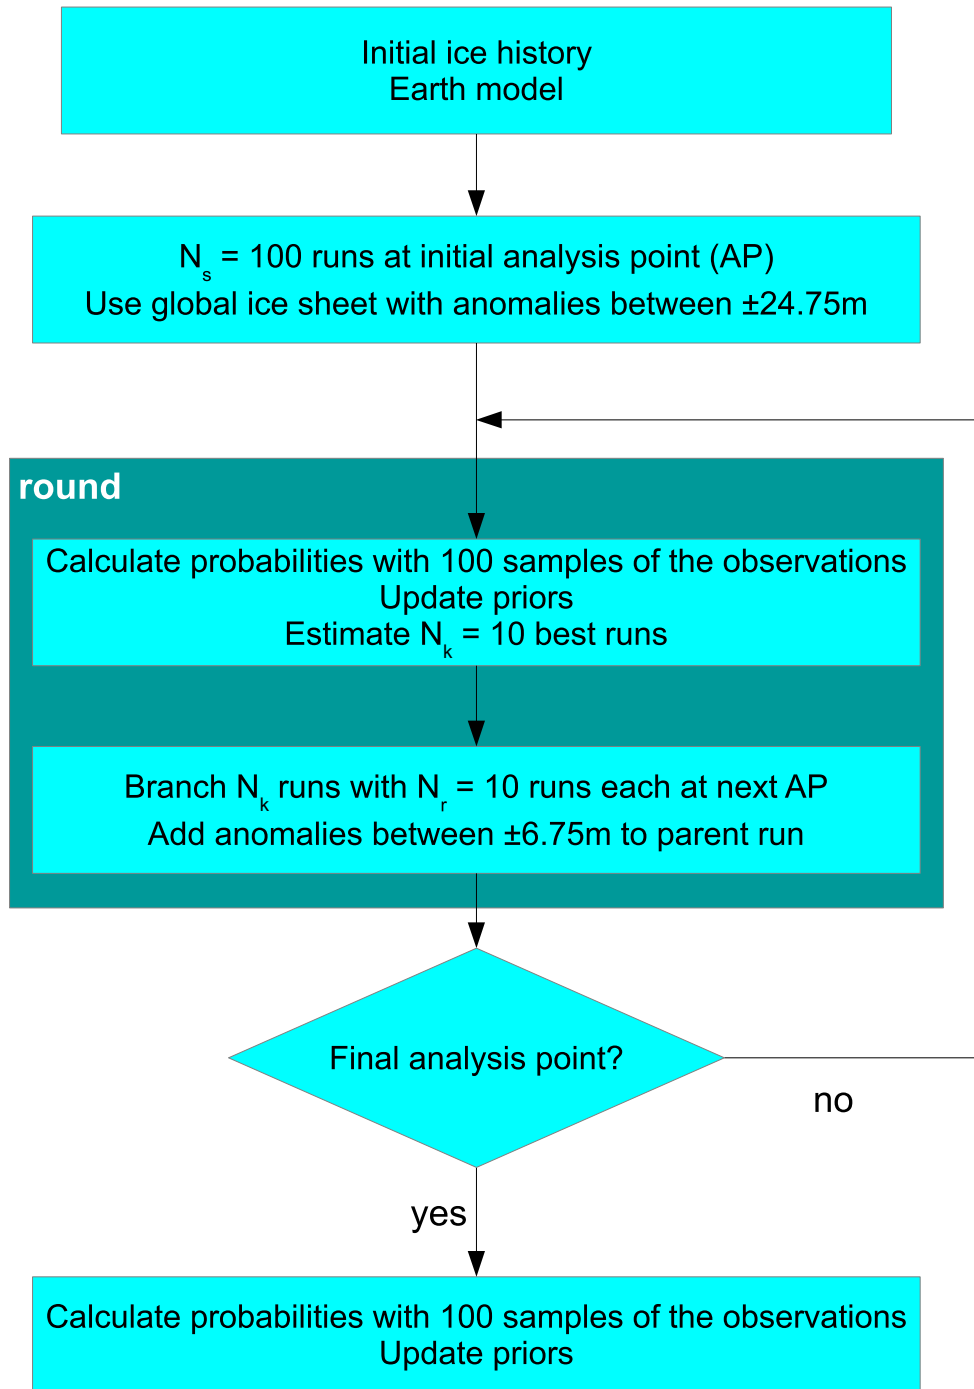 Initial ice history
Earth model
Nₛ = 100 runs at initial analysis point (AP)
Use global ice sheet with anomalies between ±24.75m
round
Calculate probabilities with 100 samples of the observations
Update priors
Estimate Nₖ = 10 best runs
Branch Nₖ runs with Nᵣ = 10 runs each at next AP
Add anomalies between ±6.75m to parent run
Final analysis point?
no
yes
Calculate probabilities with 100 samples of the observations
Update priors